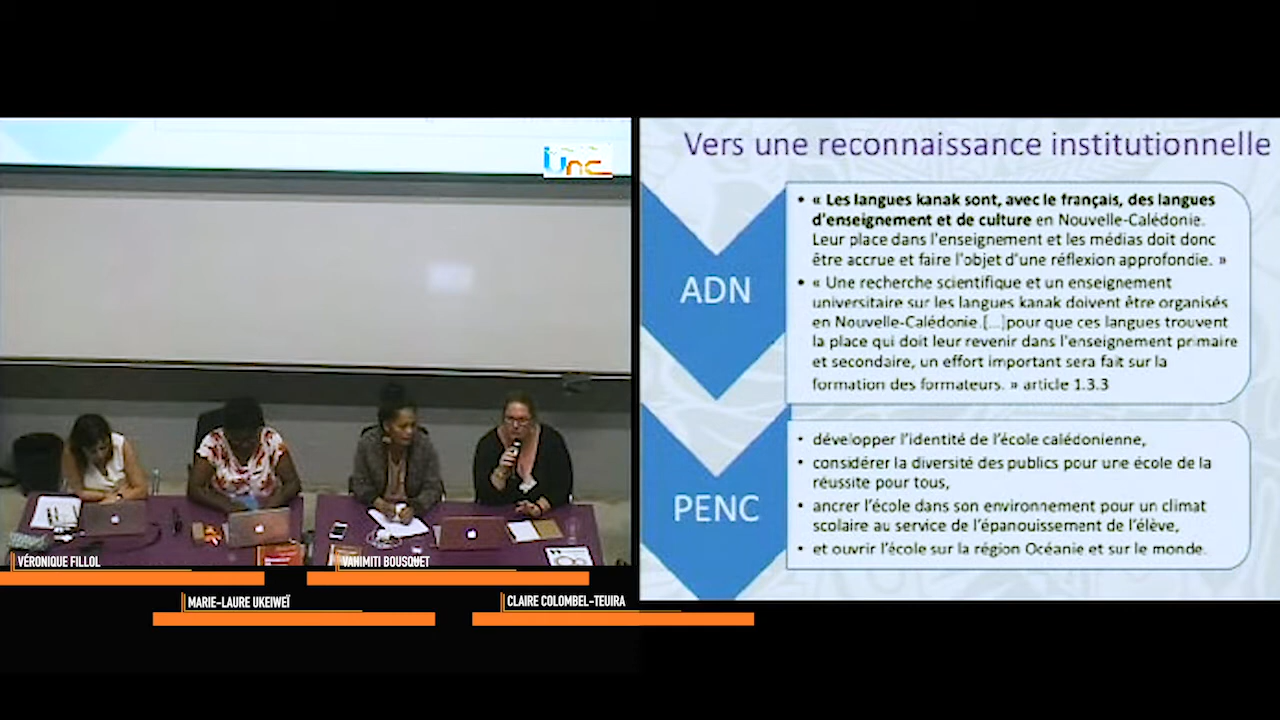 unc
VÉRONIQUE FILLOL
VANIMITI BOUSQUET
MARIE-LAURE UKEIWEÏ
CLAIRE COLOMBEL-TEUIRA
Vers une reconnaissance institutionnelle
ADN
• « Les langues kanak sont, avec le français, des langues
d'enseignement et de culture en Nouvelle-Calédonie.
Leur place dans l'enseignement et les médias doit donc
être accrue et faire l'objet d'une réflexion approfondie. »
• « Une recherche scientifique et un enseignement
universitaire sur les langues kanak doivent être organisés
en Nouvelle-Calédonie.[...]pour que ces langues trouvent
la place qui doit leur revenir dans l'enseignement primaire
et secondaire, un effort important sera fait sur la
formation des formateurs. » article 1.3.3
PENC
• développer l'identité de l'école calédonienne,
• considérer la diversité des publics pour une école de la
réussite pour tous,
• ancrer l'école dans son environnement pour un climat
scolaire au service de l'épanouissement de l'élève,
• et ouvrir l'école sur la région Océanie et sur le monde.